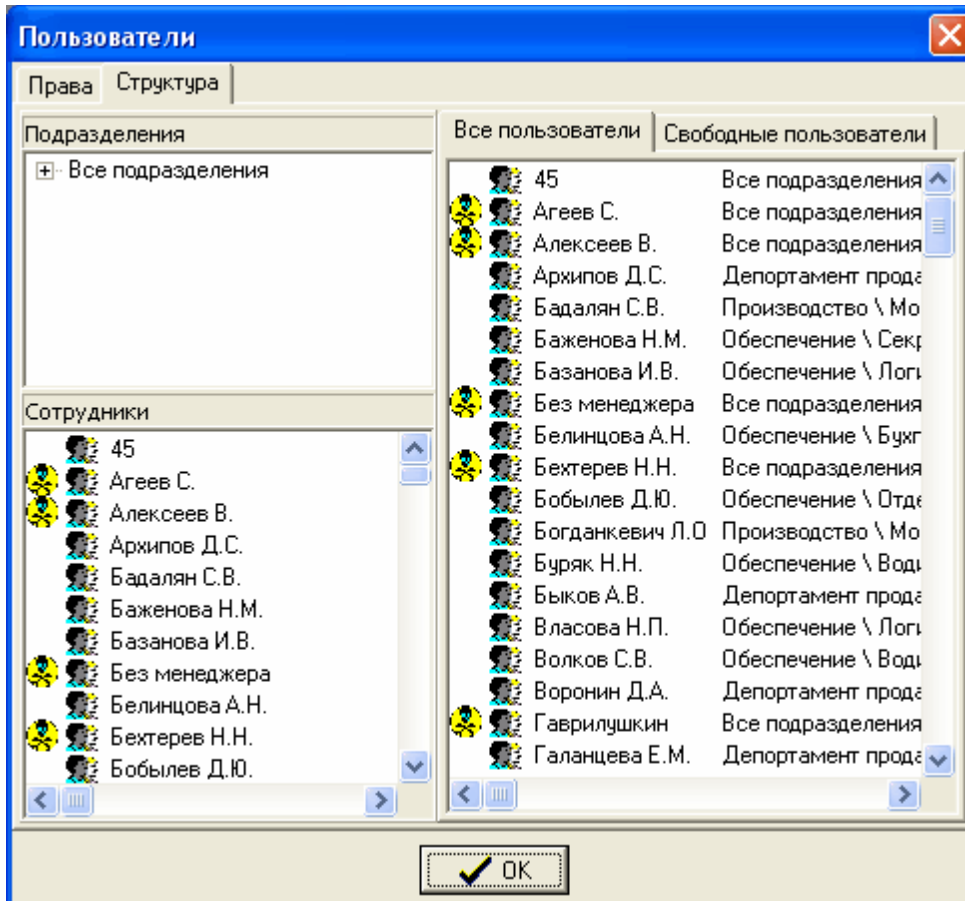 Пользователи
Права Структура
Подразделения
Все подразделения
Сотрудники
45
Агеев С.
Алексеев В.
Архипов Д.С.
Бадалян С.В.
Баженова Н.М.
Базанова И.В.
Без менеджера
Белинцова А.Н.
Бехтерев Н.Н.
Бобылев Д.Ю.
Все пользователи Свободные пользователи
45 Все подразделения
Агеев С. Все подразделения
Алексеев В. Все подразделения
Архипов Д.С. Депортамент прода
Бадалян С.В. Производство \ Мо
Баженова Н.М. Обеспечение \ Секр
Базанова И.В. Обеспечение \ Логи
Без менеджера Все подразделения
Белинцова А.Н. Обеспечение \ Бухг
Бехтерев Н.Н. Все подразделения
Бобылев Д.Ю. Обеспечение \ Отде
Богданкевич Л.О Производство \ Мо
Буряк Н.Н. Обеспечение \ Води
Быков А.В. Депортамент прода
Власова Н.П. Обеспечение \ Логи
Волков С.В. Обеспечение \ Води
Воронин Д.А. Депортамент прода
Гаврилушкин Все подразделения
Галанцева Е.М. Депортамент прода
OK